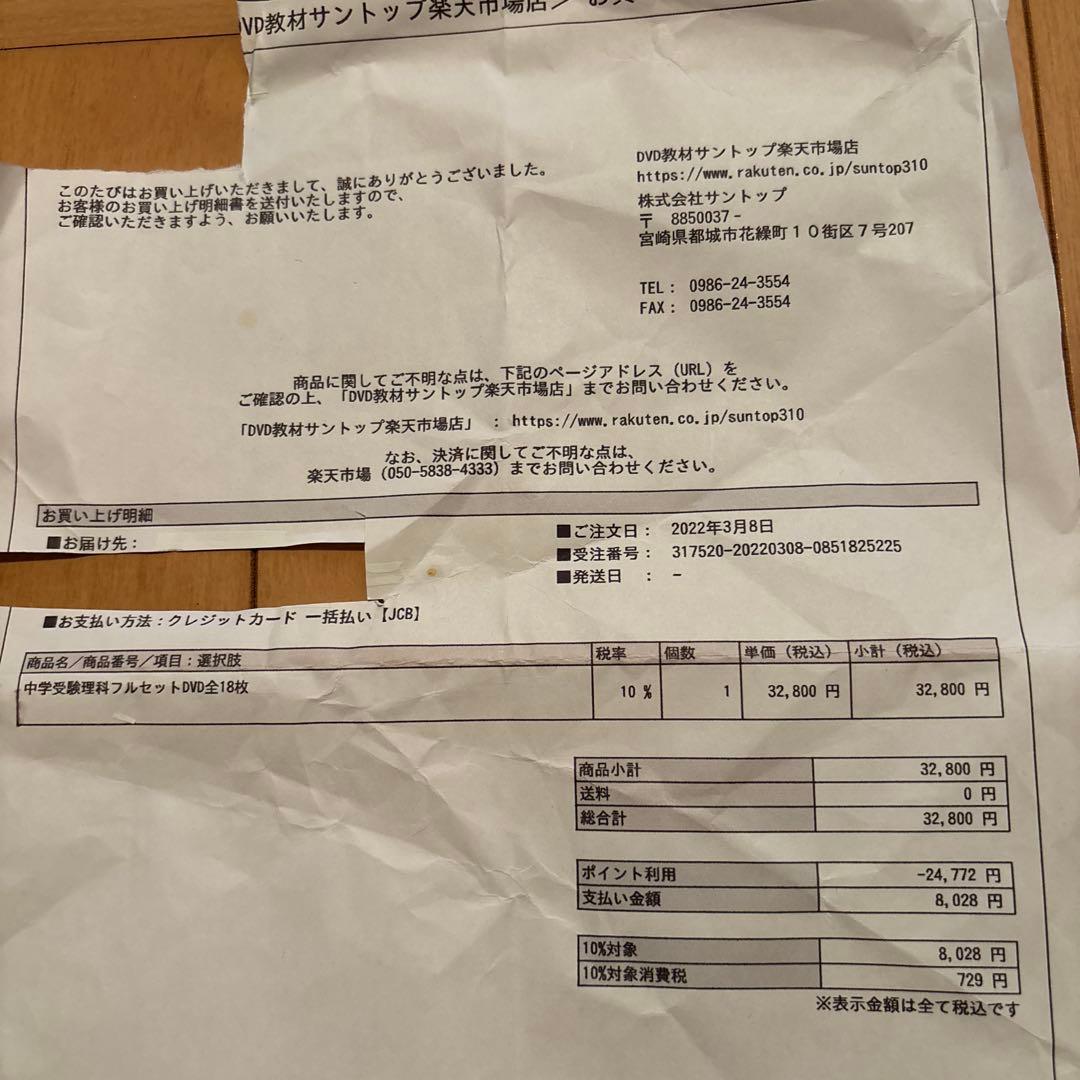 DVD教材サントップ楽天市場店
このたびはお買い上げいただきまして、誠にありがとうございました。
お客様のお買い上げ明細書を送付いたしますので、
ご確認いただきますよう、お願いいたします。
DVD教材サントップ楽天市場店
https://www.rakuten.co.jp/suntop310
株式会社サントップ
〒 8850037-
宮崎県都城市花繰町10街区7号207
TEL: 0986-24-3554
FAX: 0986-24-3554
商品に関してご不明な点は、下記のページアドレス(URL)を
ご確認の上、「DVD教材サントップ楽天市場店」までお問い合わせください。
「DVD教材サントップ楽天市場店」 : https://www.rakuten.co.jp/suntop310
なお、決済に関してご不明な点は、
楽天市場(050-5838-4333)までお問い合わせください。
お買い上げ明細
■お届け先:
■ご注文日: 2022年3月8日
■受注番号: 317520-20220308-0851825225
■発送日 : -
■お支払い方法:クレジットカード 一括払い【JCB】
商品名/商品番号/項目:選択肢 税率 個数 単価(税込) 小計(税込)
中学受験理科フルセットDVD全18枚 10 % 1 32,800 円 32,800 円
商品小計 32,800 円
送料 0 円
総合計 32,800 円
ポイント利用 -24,772 円
支払い金額 8,028 円
10%対象 8,028 円
10%対象消費税 729 円
※表示金額は全て税込です